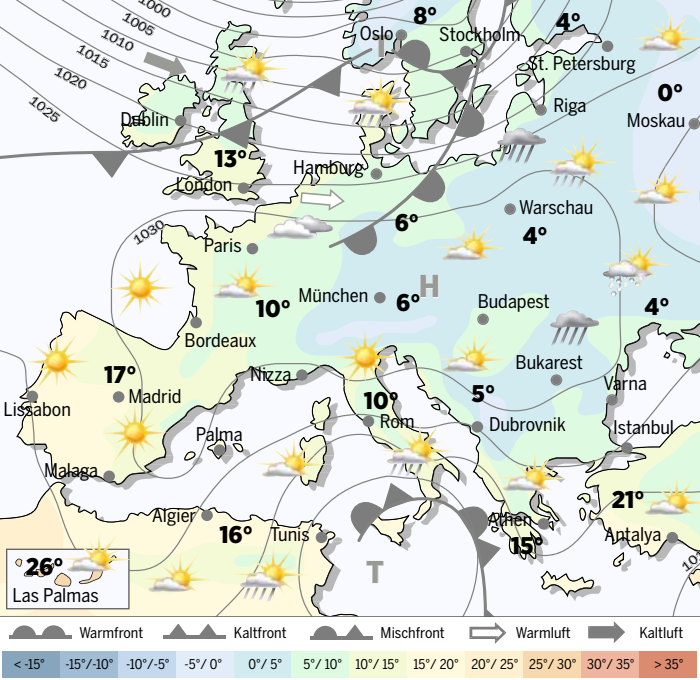 1000
1005
1010
1015
1020
1025
8°
4°
Oslo
T
Stockholm
St. Petersburg
0°
Riga
Moskau
Dublin
13°
Hamburg
London
Warschau
6°
4°
1030
Paris
H
München
6°
10°
Budapest
4°
Bordeaux
Nizza
17°
Madrid
Lissabon
Bukarest
Varna
5°
10°
Rom
Dubrovnik
Istanbul
Palma
Malaga
21°
Algier
16°
Tunis
Athen
15°
Antalya
T
26°
Las Palmas
Warmfront
Kaltfront
Mischfront
Warmluft
Kaltluft
< -15°
-15°/-10°
-10°/-5°
-5°/ 0°
0°/ 5°
5°/ 10°
10°/ 15°
15°/ 20°
20°/ 25°
25°/ 30°
30°/ 35°
> 35°